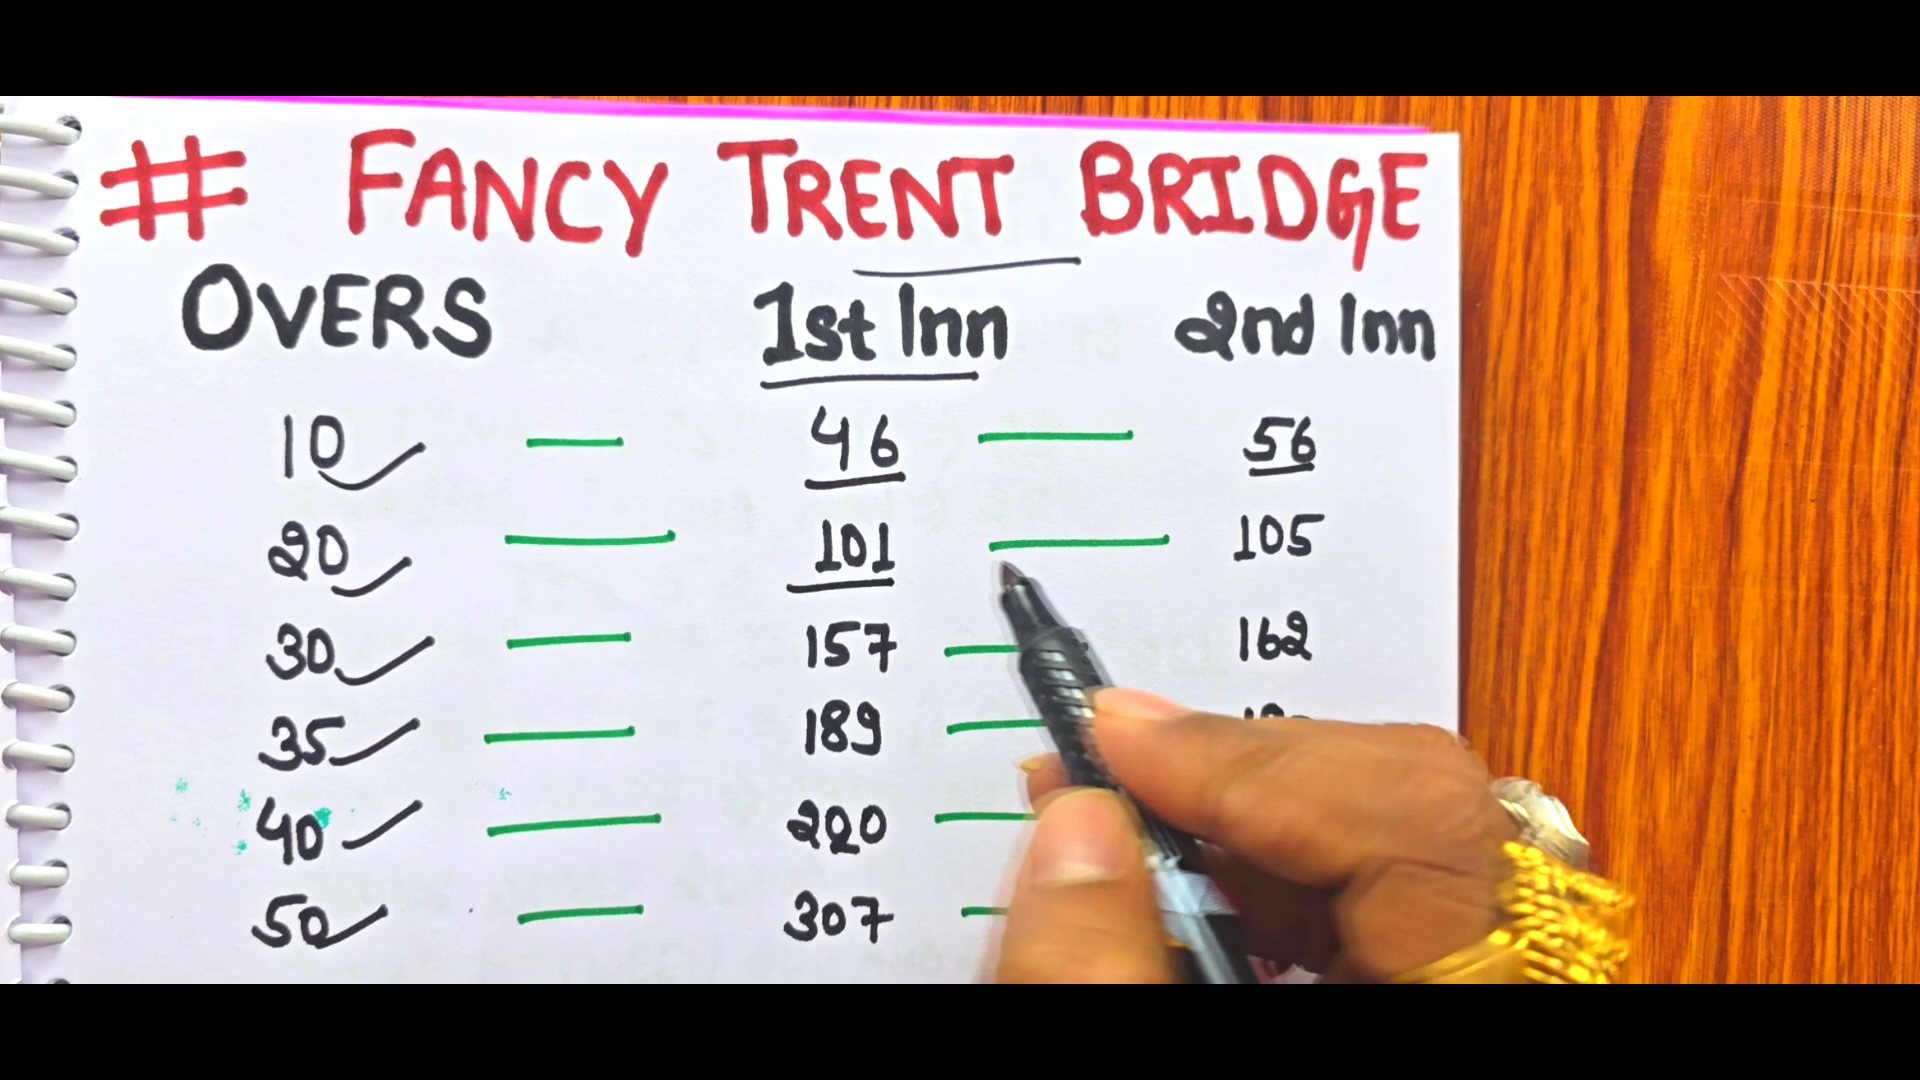 # FANCY TRENT BRIDGE
OVERS 1st Inn 2nd Inn
10 46 56
20 101 105
30 157 162
35 189
40 220
50 307